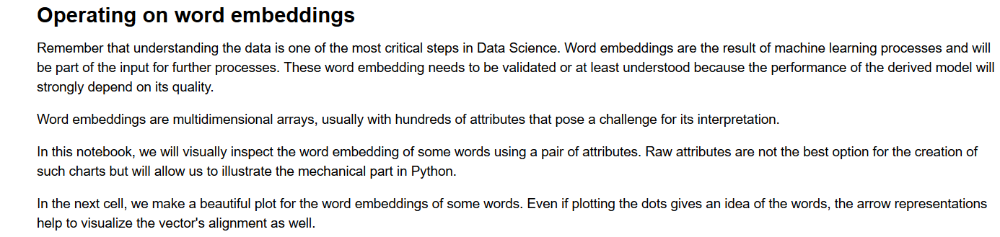 Operating on word embeddings
Remember that understanding the data is one of the most critical steps in Data Science. Word embeddings are the result of machine learning processes and will
be part of the input for further processes. These word embedding needs to be validated or at least understood because the performance of the derived model will
strongly depend on its quality.
Word embeddings are multidimensional arrays, usually with hundreds of attributes that pose a challenge for its interpretation.
In this notebook, we will visually inspect the word embedding of some words using a pair of attributes. Raw attributes are not the best option for the creation of
such charts but will allow us to illustrate the mechanical part in Python.
In the next cell, we make a beautiful plot for the word embeddings of some words. Even if plotting the dots gives an idea of the words, the arrow representations
help to visualize the vector's alignment as well.